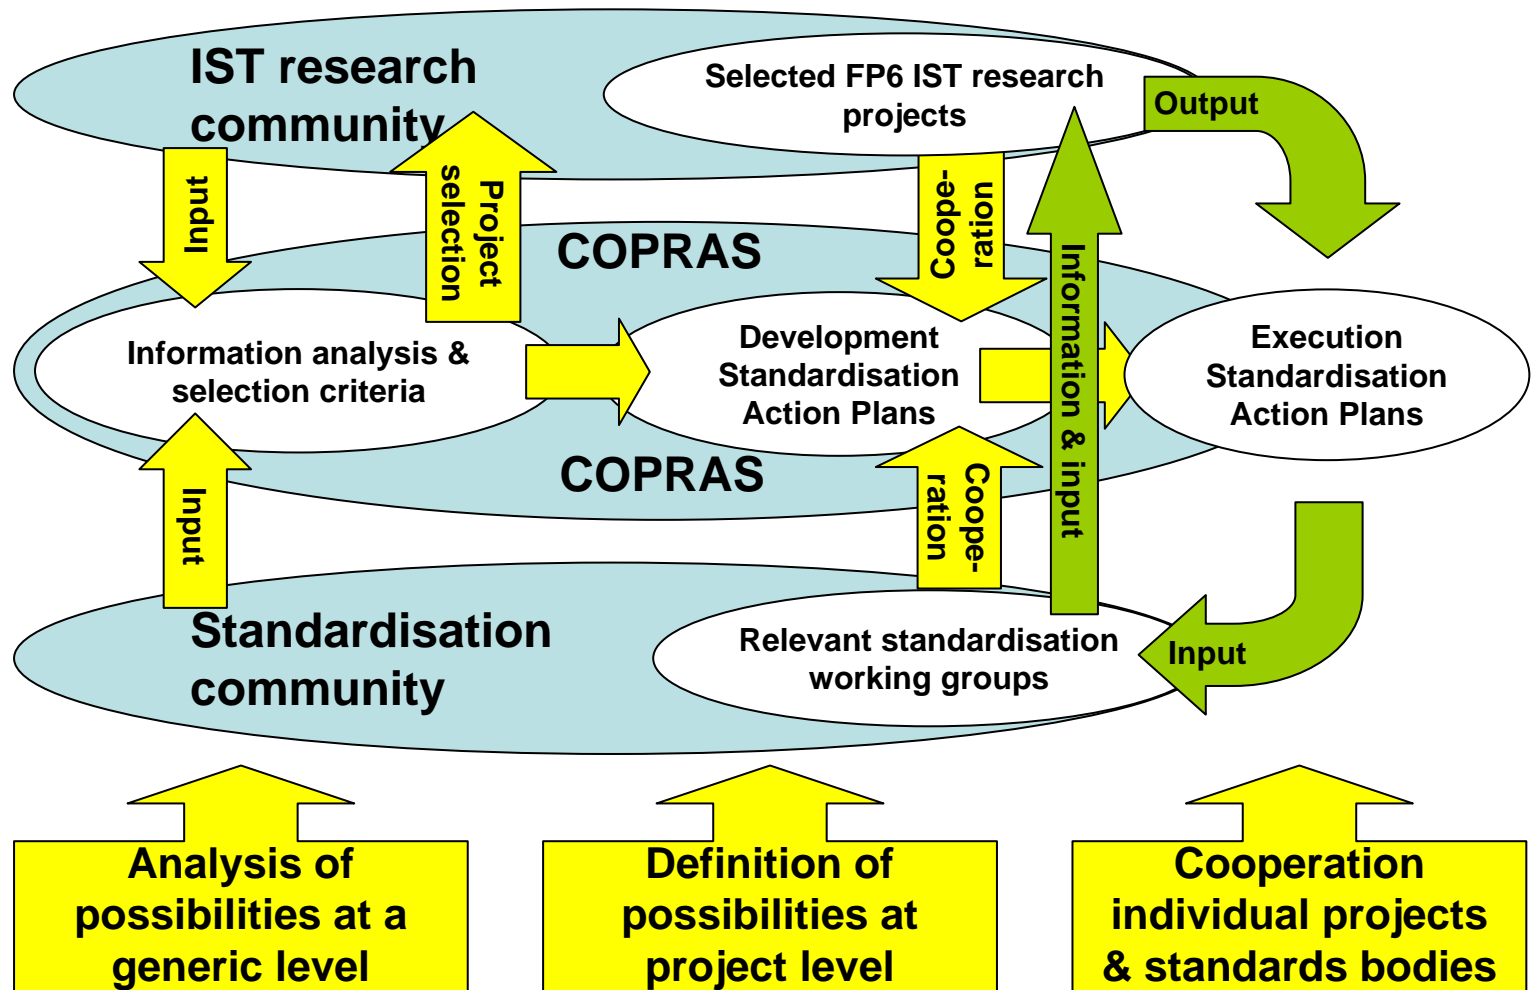 IST research
community
Selected FP6 IST research
projects
Output
Input
Project
selection
Coope-
ration
Information & input
COPRAS
Information analysis &
selection criteria
Development
Standardisation
Action Plans
Execution
Standardisation
Action Plans
COPRAS
Input
Coope-
ration
Standardisation
community
Relevant standardisation
working groups
Input
Analysis of
possibilities at a
generic level
Definition of
possibilities at
project level
Cooperation
individual projects
& standards bodies